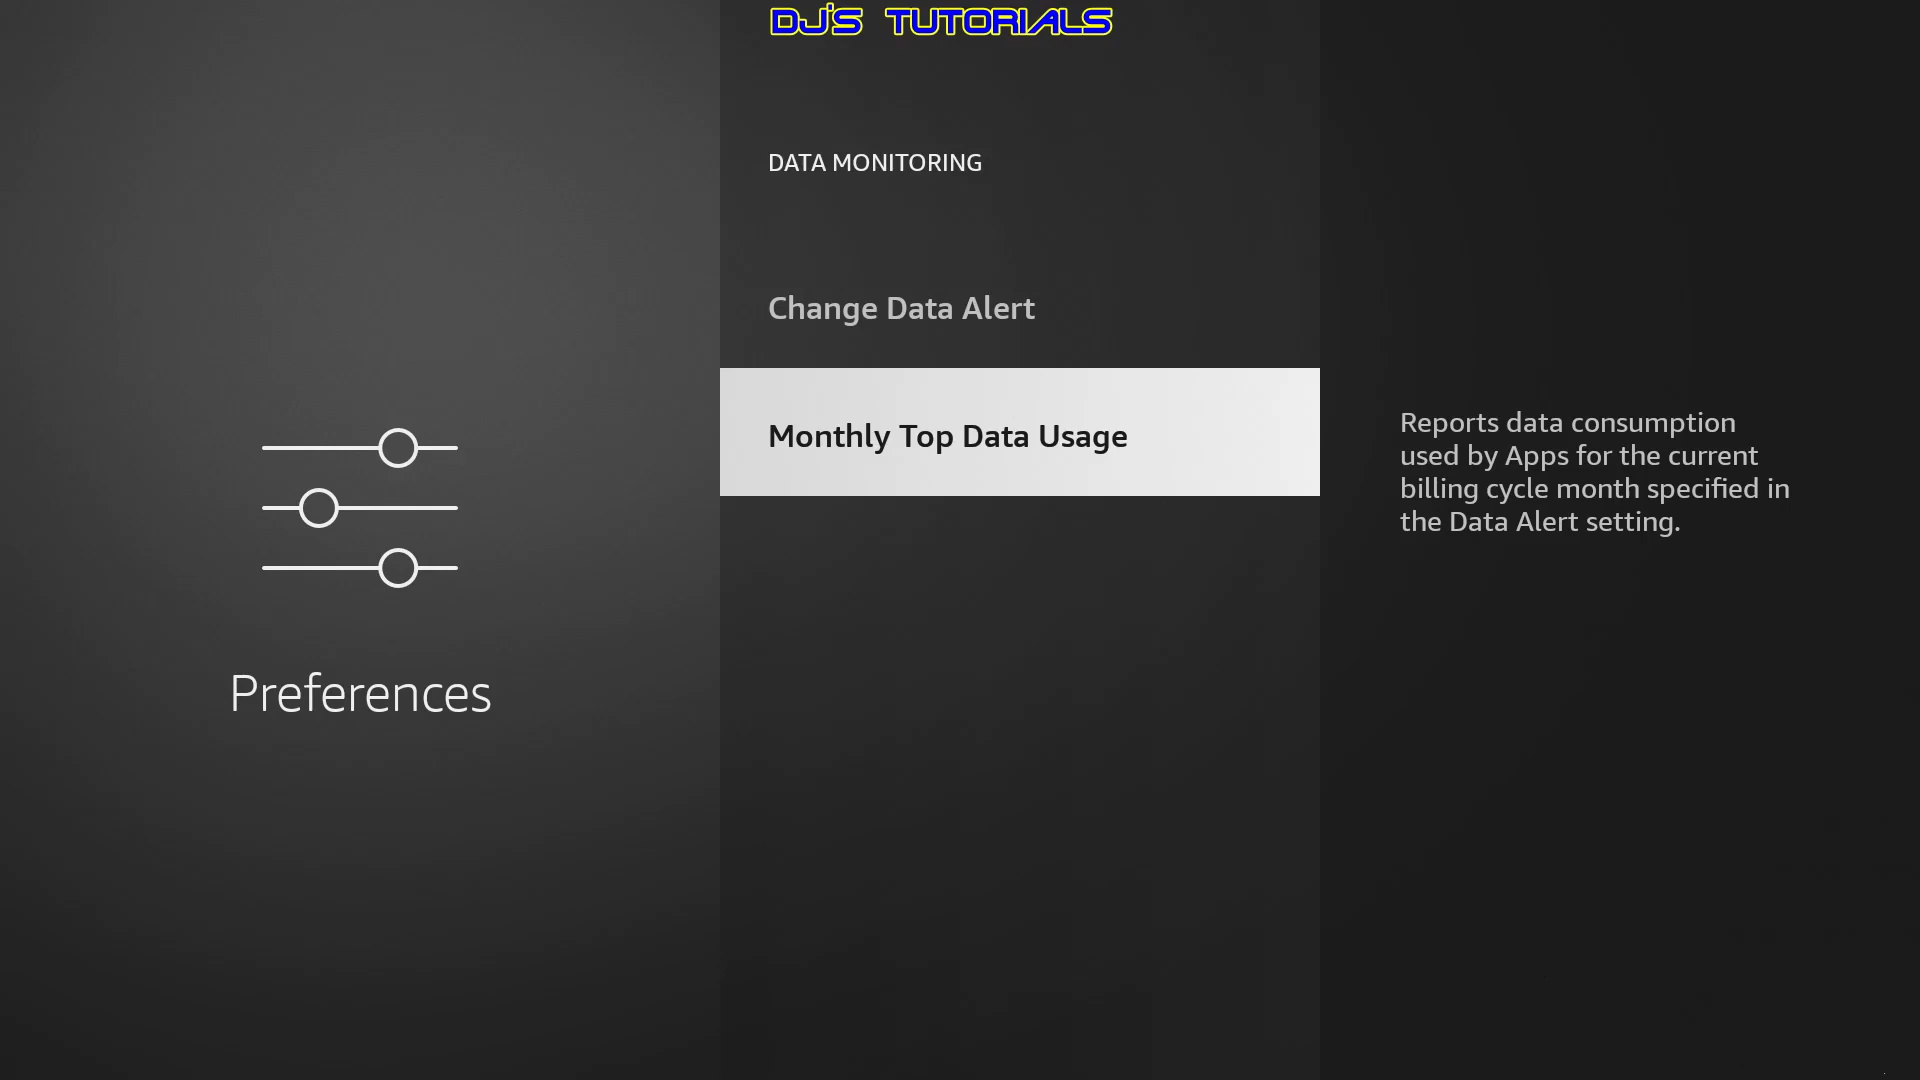 DJ'S TUTORIALS
DATA MONITORING
Change Data Alert
Monthly Top Data Usage
Reports data consumption
used by Apps for the current
billing cycle month specified in
the Data Alert setting.
Preferences